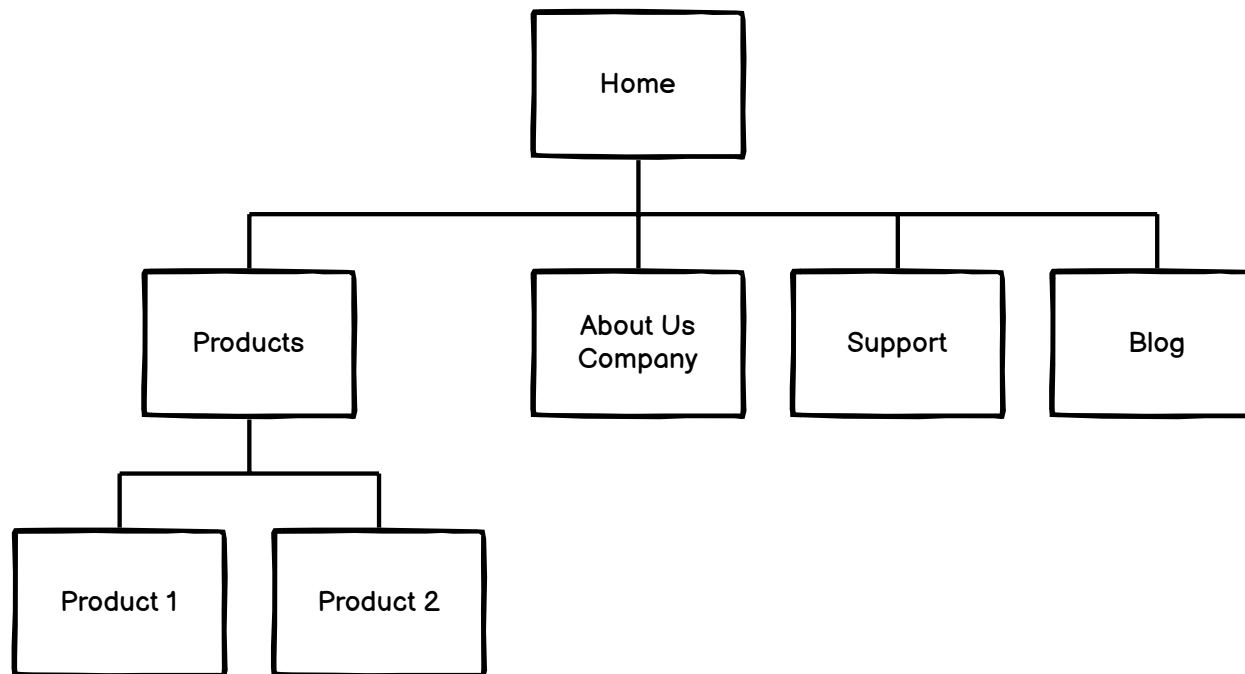 Home
Products
About Us
Company
Support
Blog
Product 1
Product 2